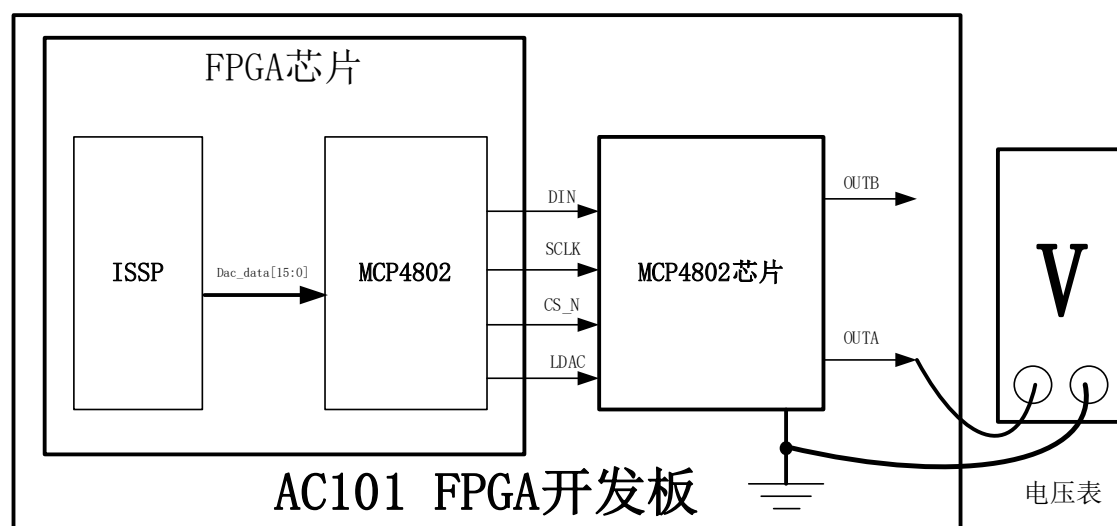 FPGA芯片
ISSP
Dac_data[15:0]
MCP4802
DIN
SCLK
CS_N
LDAC
MCP4802芯片
OUTB
OUTA
V
电压表
AC101 FPGA开发板